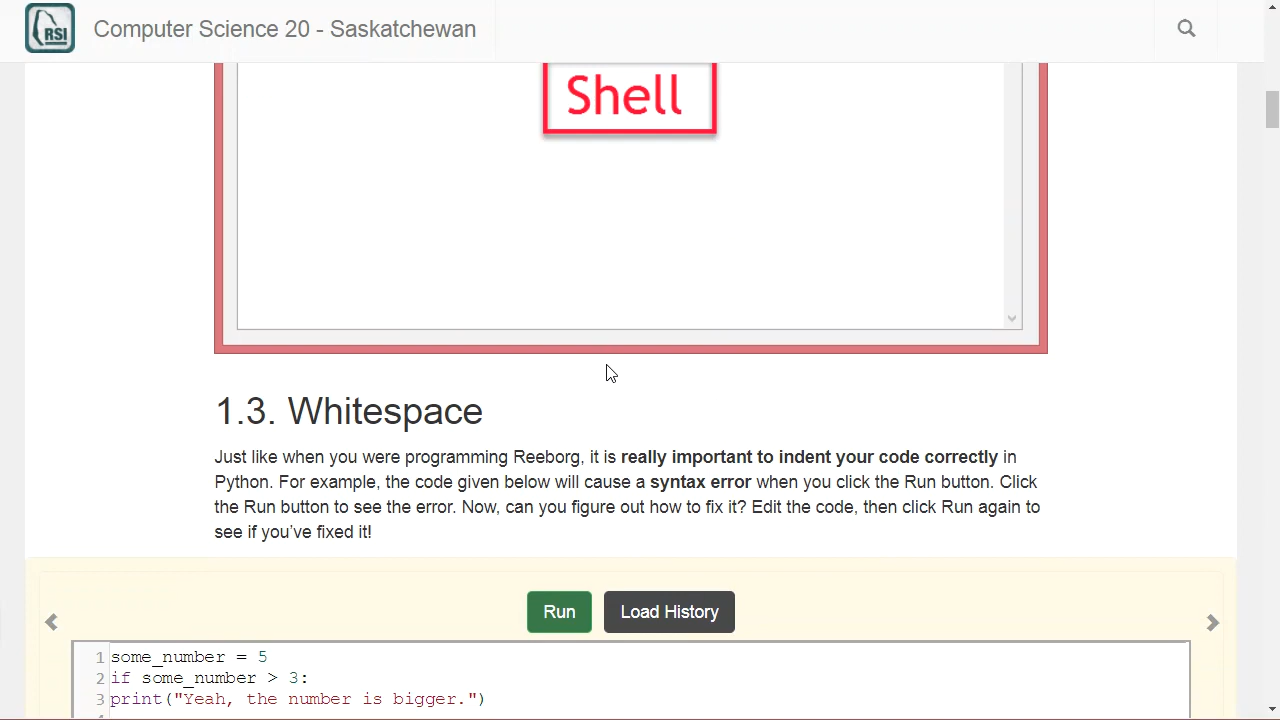 RSI
Computer Science 20 - Saskatchewan
Shell
1.3. Whitespace
Just like when you were programming Reeborg, it is really important to indent your code correctly in
Python. For example, the code given below will cause a syntax error when you click the Run button. Click
the Run button to see the error. Now, can you figure out how to fix it? Edit the code, then click Run again to
see if you've fixed it!
Run Load History
1 some_number = 5
2 if some_number > 3:
3 print("Yeah, the number is bigger.")